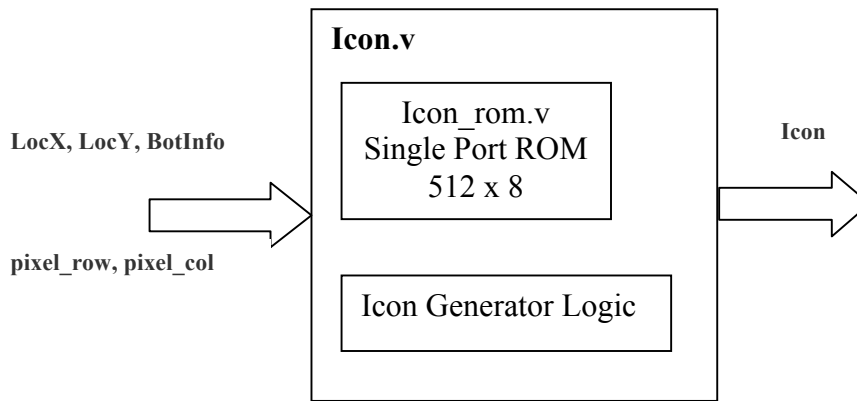 Icon.v
Icon_rom.v
Single Port ROM
512 x 8
LocX, LocY, BotInfo
Icon
pixel_row, pixel_col
Icon Generator Logic